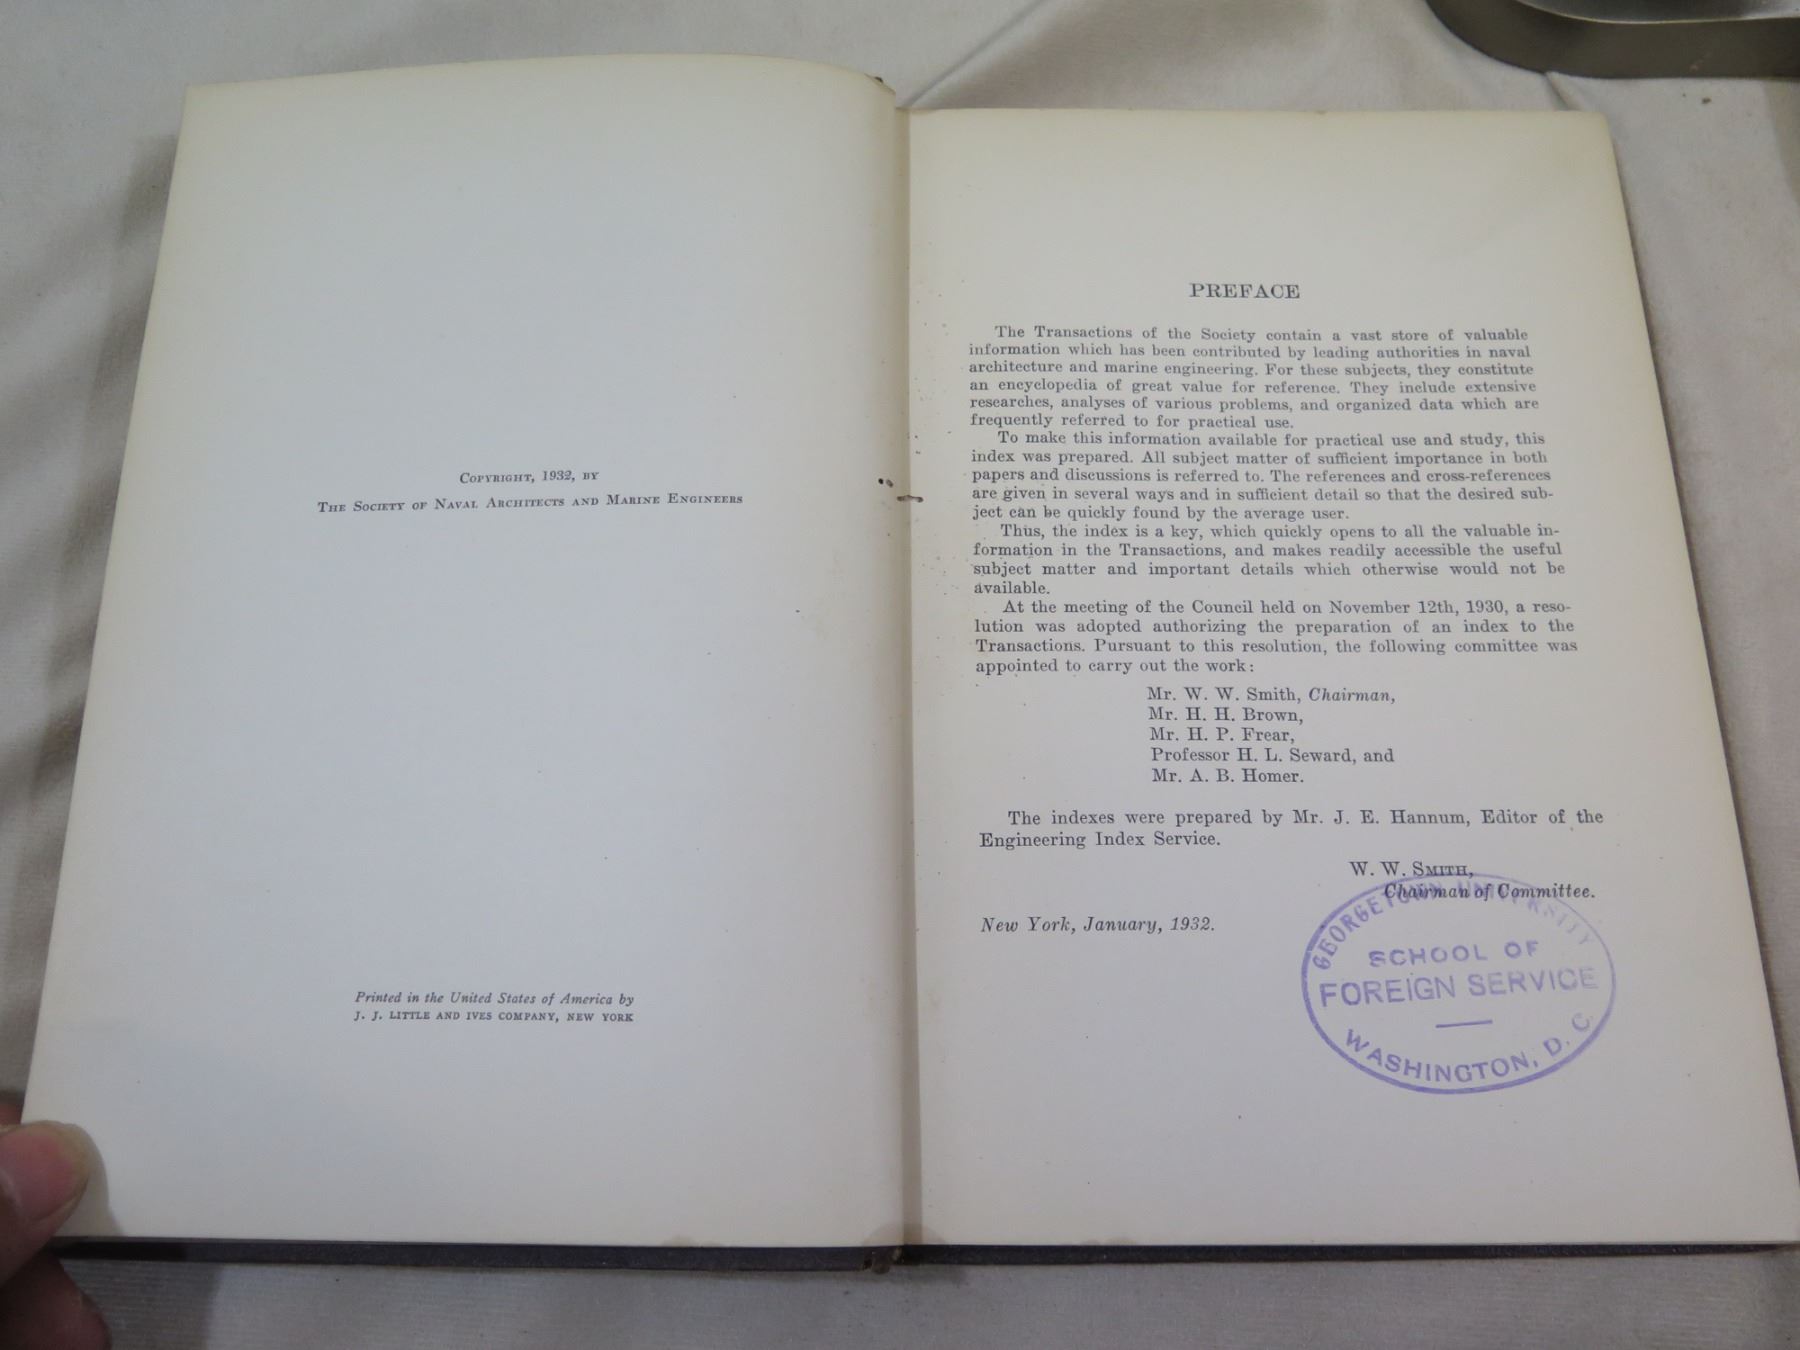 Copyright, 1932, by
The Society of Naval Architects and Marine Engineers
Printed in the United States of America by
J. J. LITTLE AND IVES COMPANY, NEW YORK
PREFACE
The Transactions of the Society contain a vast store of valuable
information which has been contributed by leading authorities in naval
architecture and marine engineering. For these subjects, they constitute
an encyclopedia of great value for reference. They include extensive
researches, analyses of various problems, and organized data which are
frequently referred to for practical use.
To make this information available for practical use and study, this
index was prepared. All subject matter of sufficient importance in both
papers and discussions is referred to. The references and cross-references
are given in several ways and in sufficient detail so that the desired sub-
ject can be quickly found by the average user.
Thus, the index is a key, which quickly opens to all the valuable in-
formation in the Transactions, and makes readily accessible the useful
subject matter and important details which otherwise would not be
available.
At the meeting of the Council held on November 12th, 1930, a reso-
lution was adopted authorizing the preparation of an index to the
Transactions. Pursuant to this resolution, the following committee was
appointed to carry out the work:
Mr. W. W. Smith, Chairman,
Mr. H. H. Brown,
Mr. H. P. Frear,
Professor H. L. Seward, and
Mr. A. B. Homer.
The indexes were prepared by Mr. J. E. Hannum, Editor of the
Engineering Index Service.
W. W. Smith,
Chairman of Committee.
New York, January, 1932.
GEORGETOWN UNIVERSITY
SCHOOL OF
FOREIGN SERVICE
WASHINGTON, D. C.